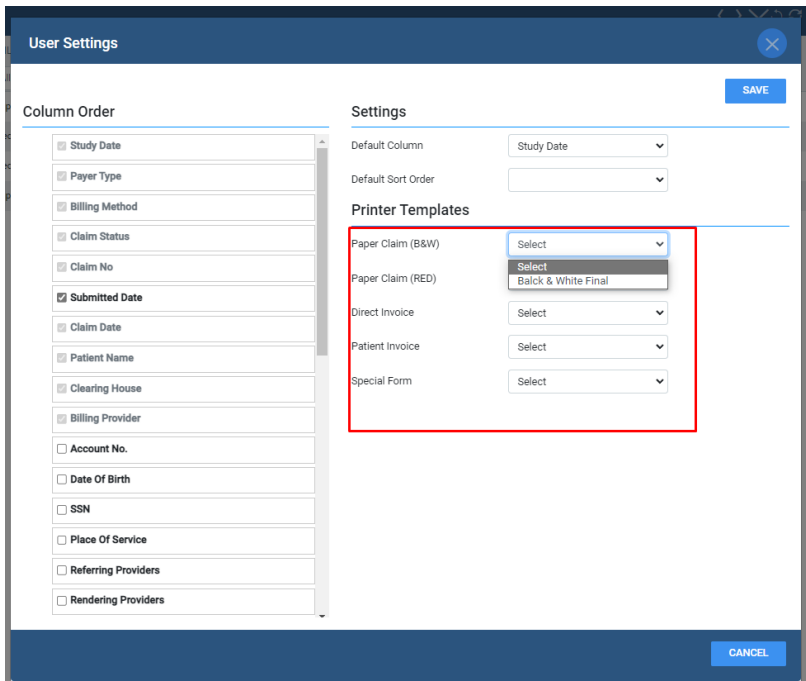 User Settings
SAVE
Column Order
Study Date
Payer Type
Billing Method
Claim Status
Claim No
Submitted Date
Claim Date
Patient Name
Clearing House
Billing Provider
Account No.
Date Of Birth
SSN
Place Of Service
Referring Providers
Rendering Providers
Settings
Default Column Study Date
Default Sort Order
Printer Templates
Paper Claim (B&W) Select
Select
Balck & White Final
Paper Claim (RED)
Direct Invoice Select
Patient Invoice Select
Special Form Select
CANCEL